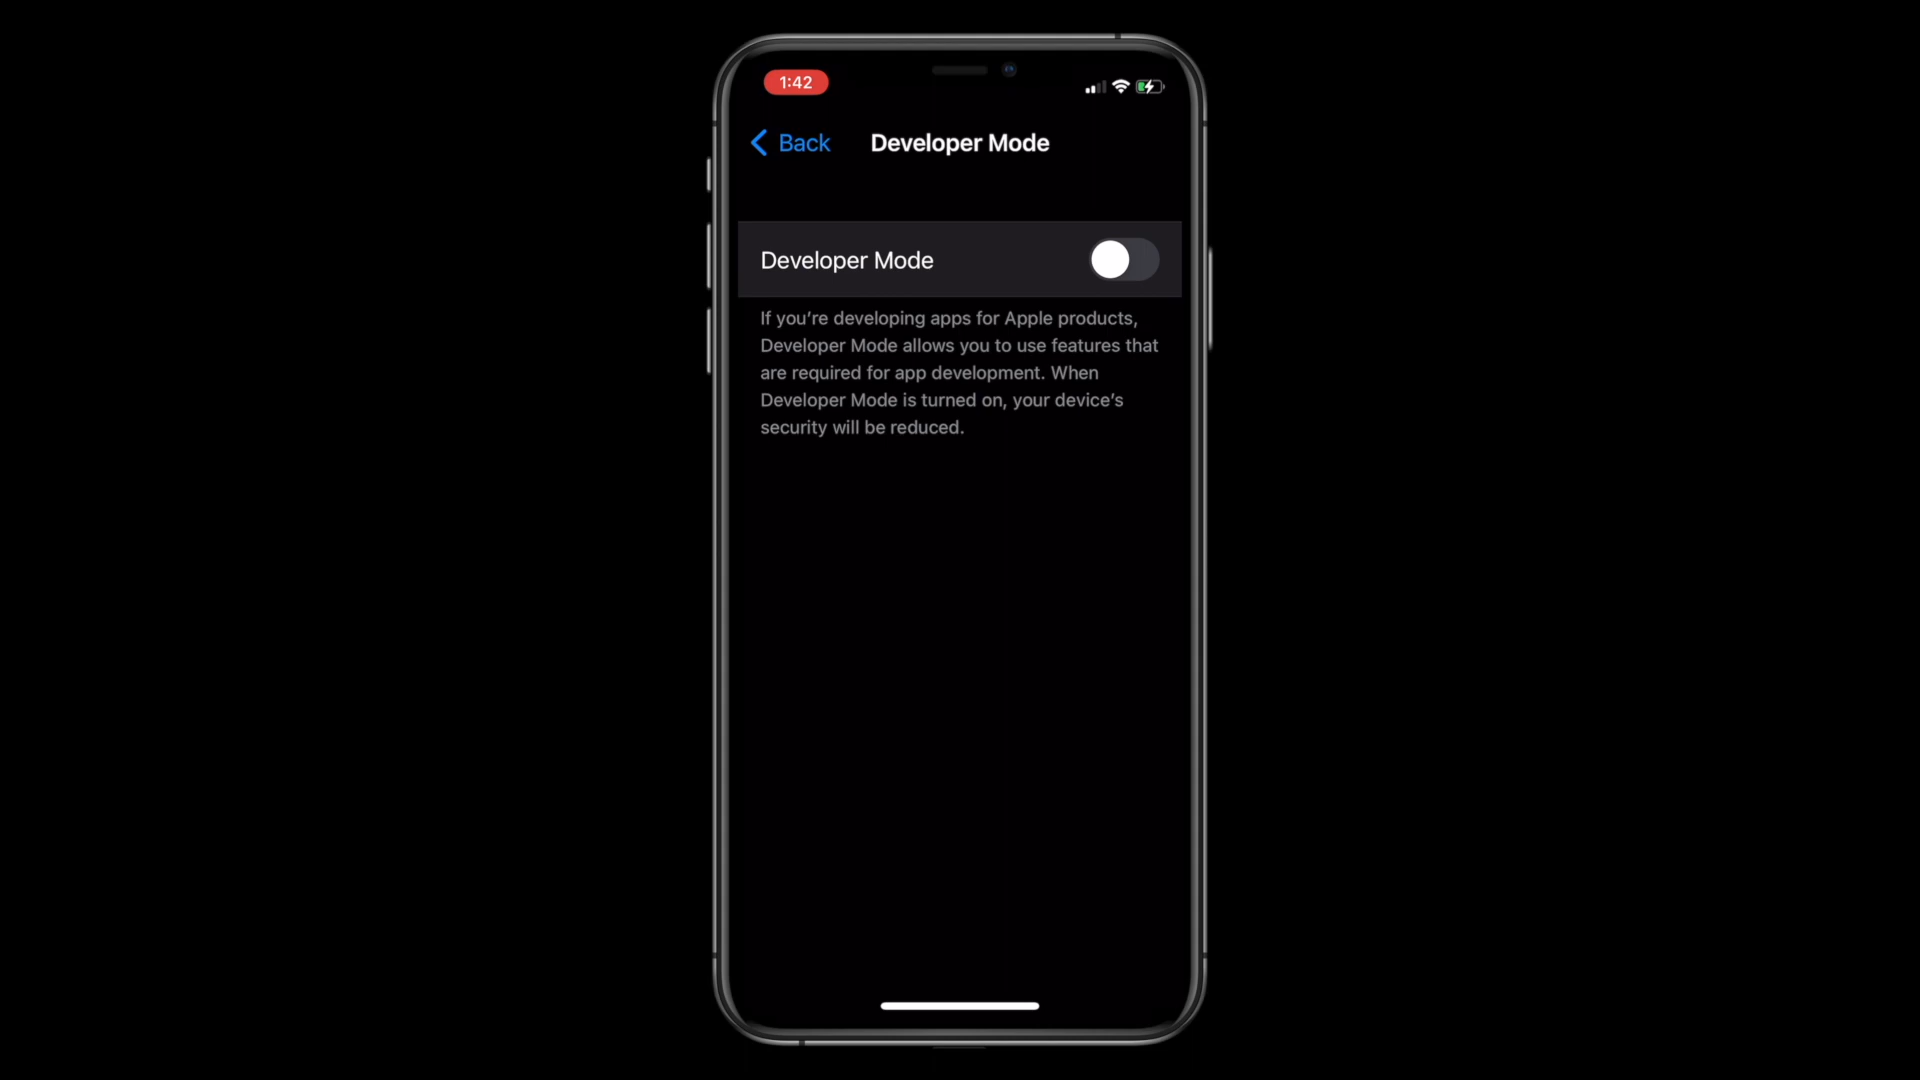 1:42
Back
Developer Mode
Developer Mode
If you’re developing apps for Apple products,
Developer Mode allows you to use features that
are required for app development. When
Developer Mode is turned on, your device’s
security will be reduced.